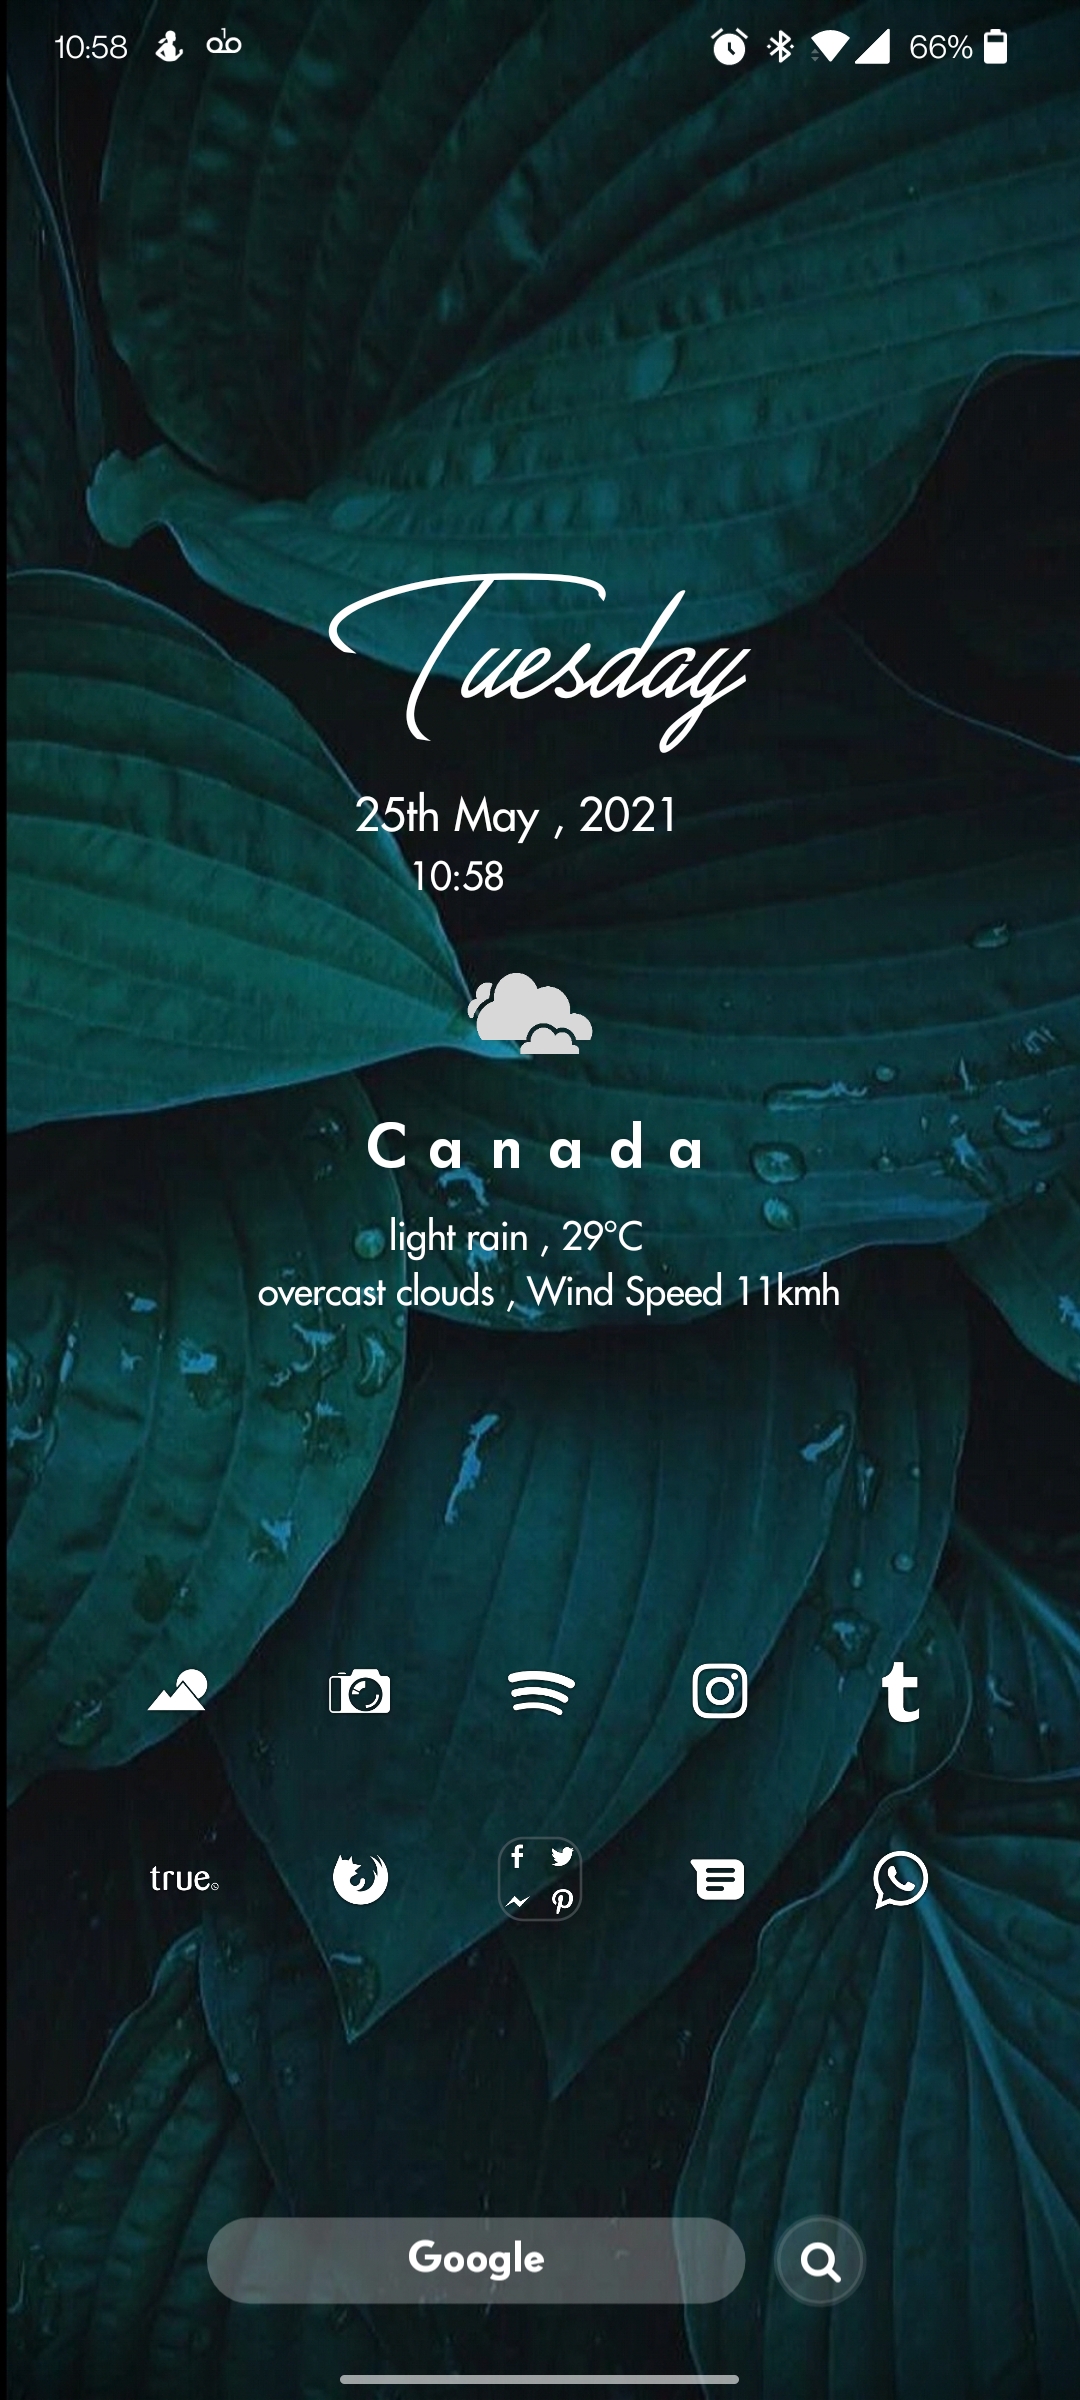 10:58 66%
Tuesday
25th May , 2021
10:58
Canada
light rain , 29°C
overcast clouds , Wind Speed 11kmh
true
Google